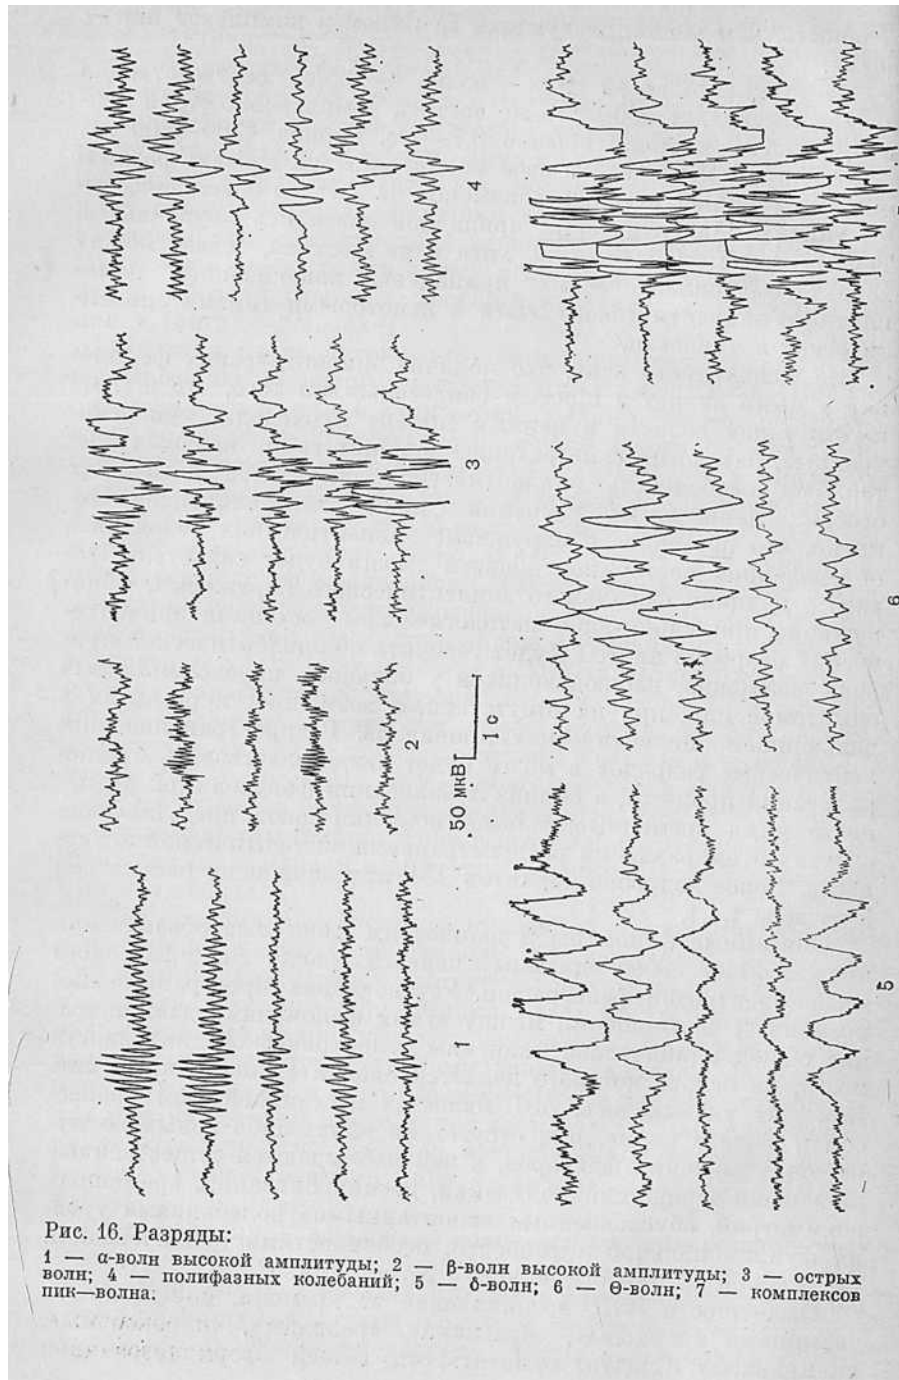 4
3
2
1 с
50 мкВ
1
6
5
Рис. 16. Разряды:
1 — α-волн высокой амплитуды; 2 — β-волн высокой амплитуды; 3 — острых
волн; 4 — полифазных колебаний; 5 — δ-волн; 6 — Θ-волн; 7 — комплексов
пик—волна.